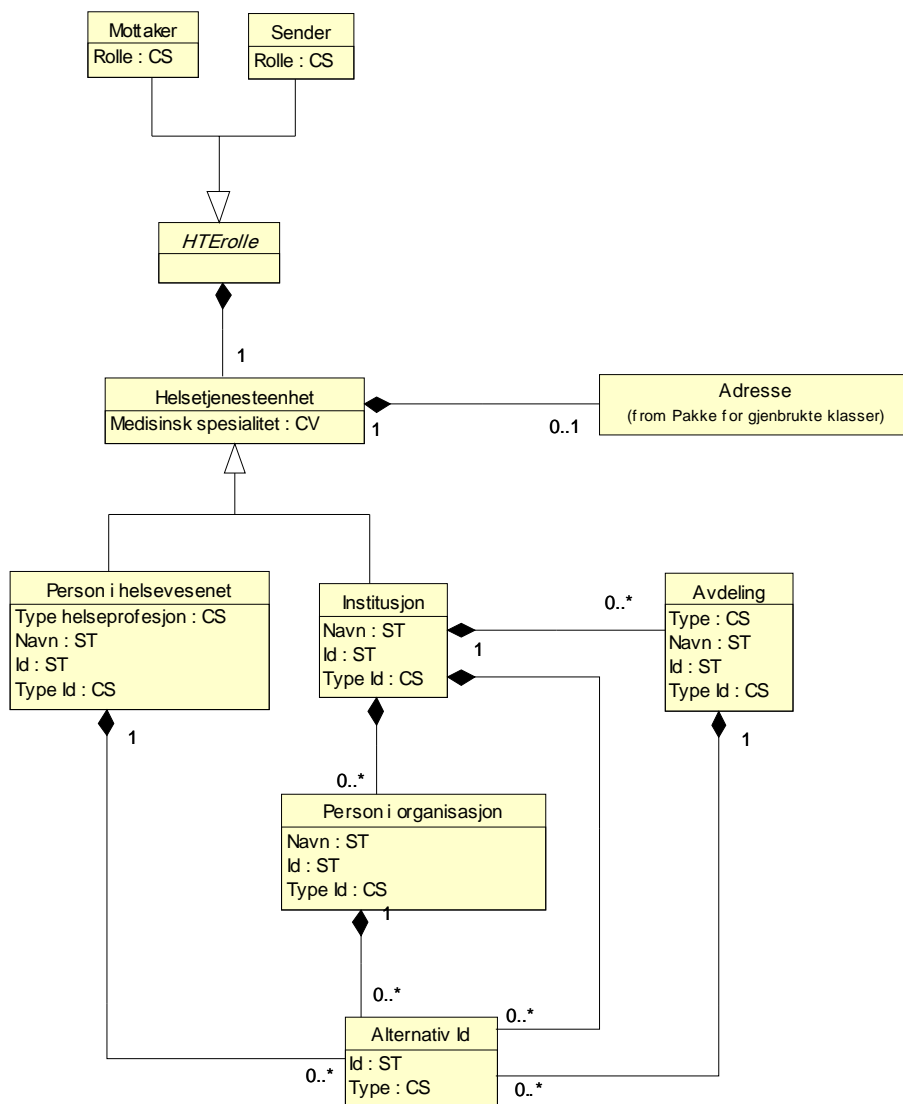 Mottaker
Rolle : CS
Sender
Rolle : CS
HTErolle
1
Helsetjenesteenhet
Medisinsk spesialitet : CV
1
0..1
Adresse
(from Pakke for gjenbrukte klasser)
Person i helsevesenet
Type helseprofesjon : CS
Navn : ST
Id : ST
Type Id : CS
1
Institusjon
Navn : ST
Id : ST
Type Id : CS
1
0..*
Avdeling
Type : CS
Navn : ST
Id : ST
Type Id : CS
1
0..*
Person i organisasjon
Navn : ST
Id : ST
Type Id : CS
1
0..*
0..*
Alternativ Id
Id : ST
Type : CS
0..*
0..*